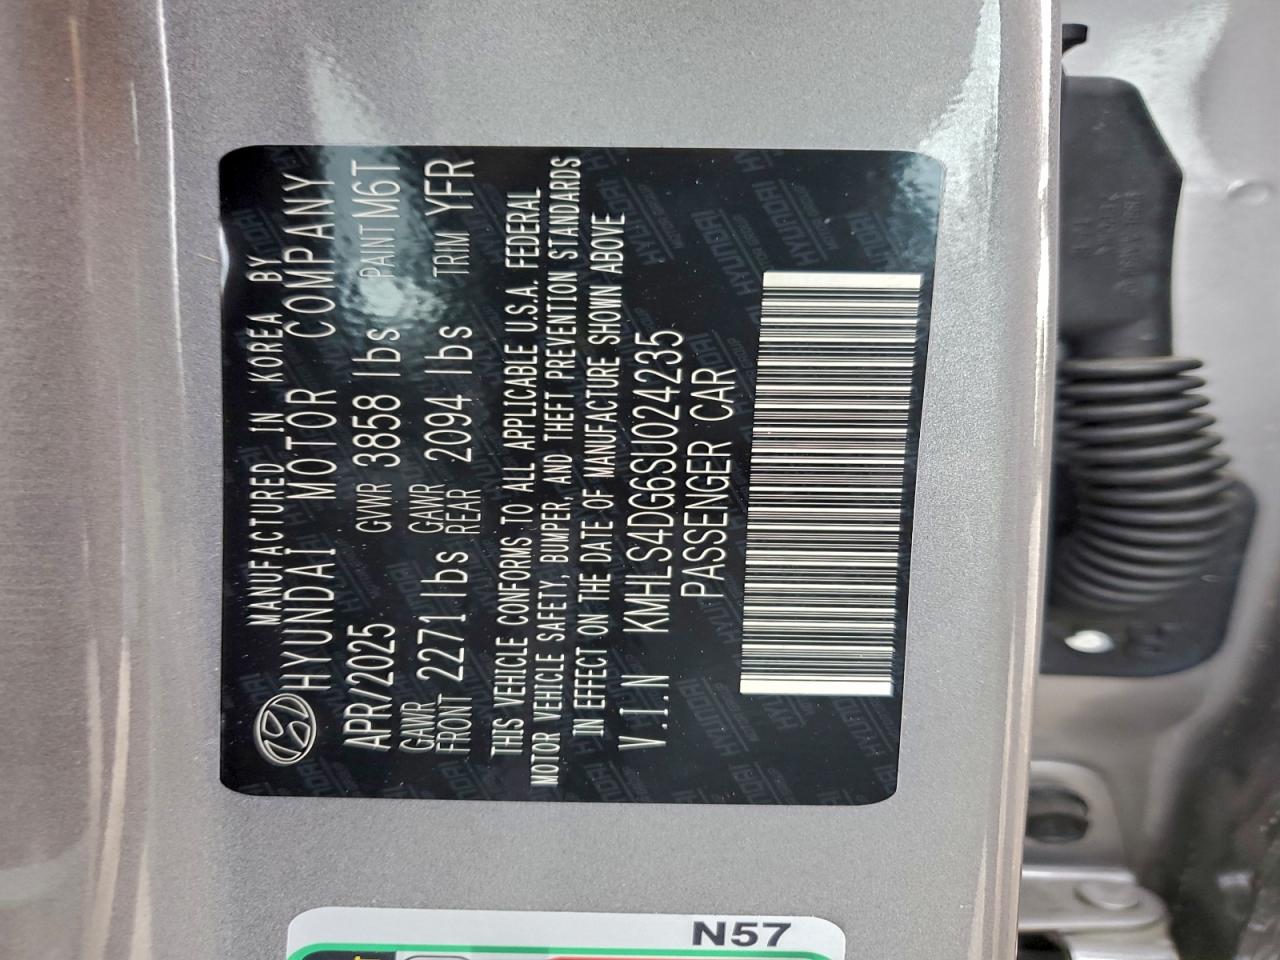 MANUFACTURED IN KOREA BY
HYUNDAI MOTOR COMPANY
APR/2025 GVWR 3858 lbs PAINT M6T
GAWR FRONT 2271 lbs GAWR REAR 2094 lbs TRIM YFR
THIS VEHICLE CONFORMS TO ALL APPLICABLE U.S.A. FEDERAL
MOTOR VEHICLE SAFETY, BUMPER, AND THEFT PREVENTION STANDARDS
IN EFFECT ON THE DATE OF MANUFACTURE SHOWN ABOVE
V.I.N KMHLS4DG6SU024235
PASSENGER CAR
N57